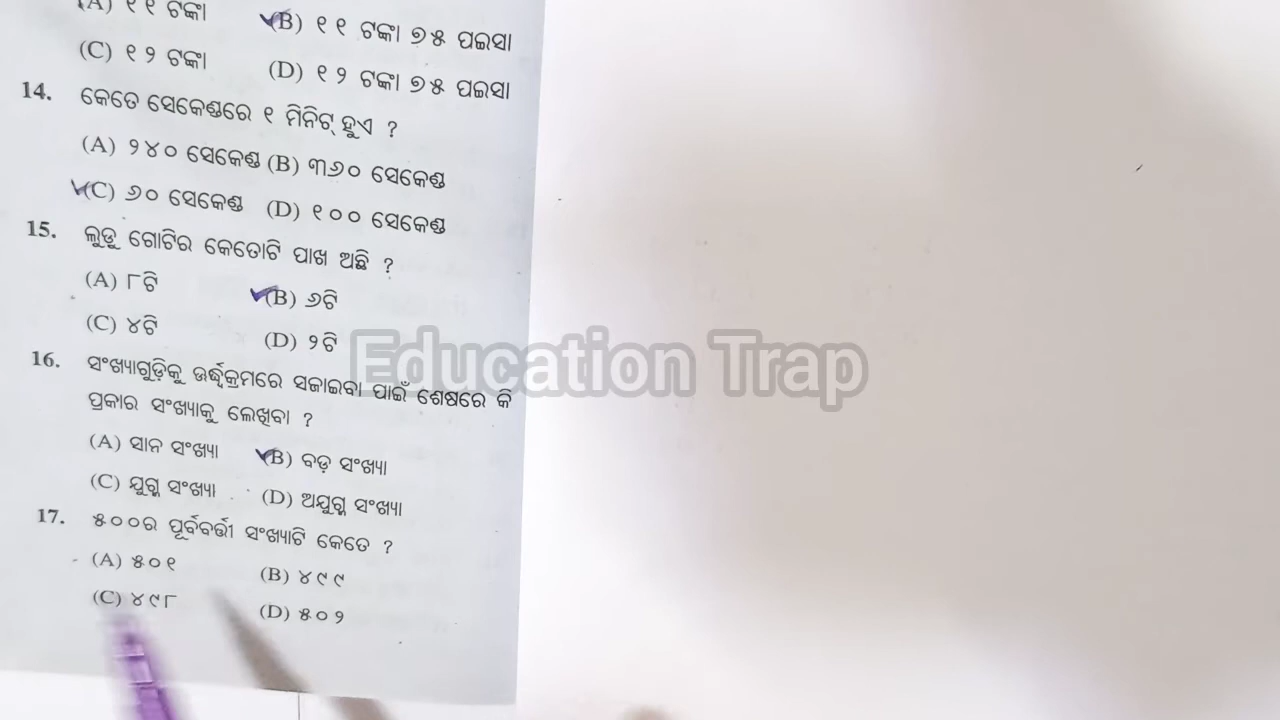 (A) ୧୧ ଟଙ୍କା (B) ୧୧ ଟଙ୍କା ୭୫ ପଇସା
(C) ୧୨ ଟଙ୍କା (D) ୧୨ ଟଙ୍କା ୭୫ ପଇସା
14. କେତେ ସେକେଣ୍ଡରେ ୧ ମିନିଟ୍ ହୁଏ ?
(A) ୨୪୦ ସେକେଣ୍ଡ (B) ୩୬୦ ସେକେଣ୍ଡ
(C) ୬୦ ସେକେଣ୍ଡ (D) ୧୦୦ ସେକେଣ୍ଡ
15. ଲୁଡୁ ଗୋଟିର କେତୋଟି ପାଖ ଅଛି ?
(A) ୮ଟି (B) ୬ଟି
(C) ୪ଟି (D) ୨ଟି
16. ସଂଖ୍ୟାଗୁଡ଼ିକୁ ଊର୍ଦ୍ଧ୍ୱକ୍ରମରେ ସଜାଇବା ପାଇଁ ଶେଷରେ କି
ପ୍ରକାର ସଂଖ୍ୟାକୁ ଲେଖିବା ?
(A) ସାନ ସଂଖ୍ୟା (B) ବଡ଼ ସଂଖ୍ୟା
(C) ଯୁଗ୍ମ ସଂଖ୍ୟା (D) ଅଯୁଗ୍ମ ସଂଖ୍ୟା
17. ୫୦୦ର ପୂର୍ବବର୍ତ୍ତୀ ସଂଖ୍ୟାଟି କେତେ ?
(A) ୫୦୧ (B) ୪୯୯
(C) ୪୯୮ (D) ୫୦୨
Education Trap